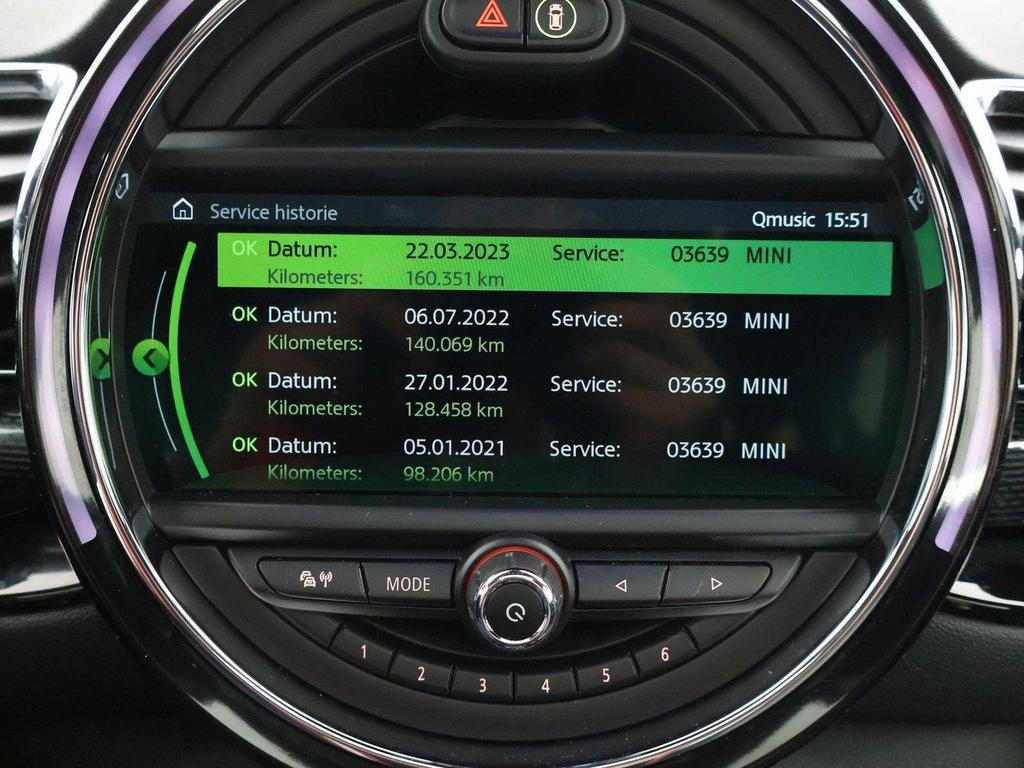 Service historie
Qmusic 15:51
OK Datum: 22.03.2023 Service: 03639 MINI
Kilometers: 160.351 km
OK Datum: 06.07.2022 Service: 03639 MINI
Kilometers: 140.069 km
OK Datum: 27.01.2022 Service: 03639 MINI
Kilometers: 128.458 km
OK Datum: 05.01.2021 Service: 03639 MINI
Kilometers: 98.206 km
MODE
1 2 3 4 5 6